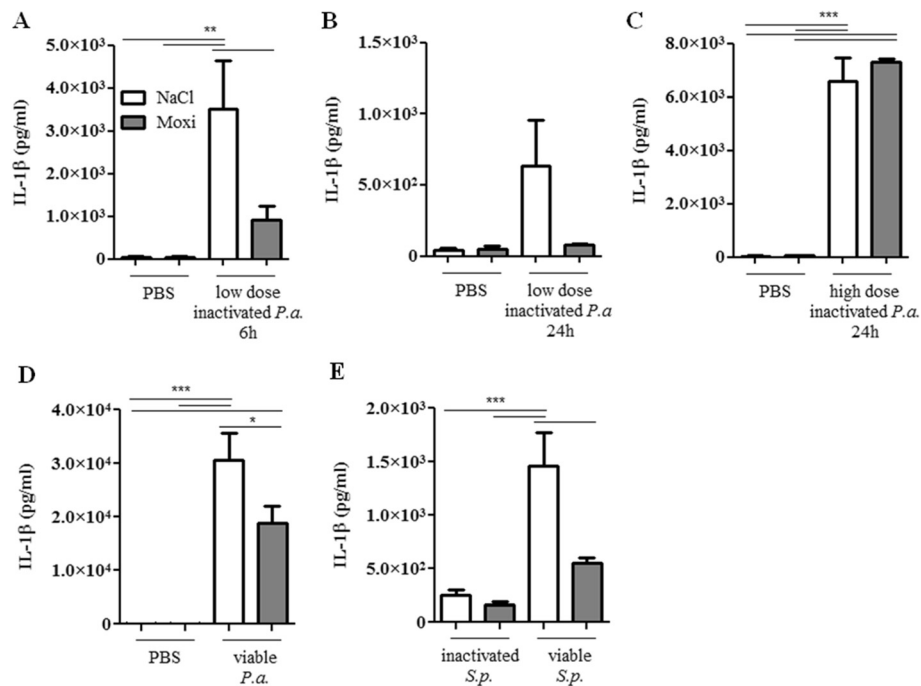 A
**
IL-1β (pg/ml)
5.0×10³
4.0×10³
3.0×10³
2.0×10³
1.0×10³
0
NaCl
Moxi
PBS
low dose
inactivated P.a.
6h
B
IL-1β (pg/ml)
1.5×10³
1.0×10³
5.0×10²
0
PBS
low dose
inactivated P.a
24h
C
***
IL-1β (pg/ml)
8.0×10³
6.0×10³
4.0×10³
2.0×10³
0
PBS
high dose
inactivated P.a.
24h
D
***
*
IL-1β (pg/ml)
4.0×10⁴
3.0×10⁴
2.0×10⁴
1.0×10⁴
0
PBS
viable
P.a.
E
***
IL-1β (pg/ml)
2.0×10³
1.5×10³
1.0×10³
5.0×10²
0
inactivated
S.p.
viable
S.p.